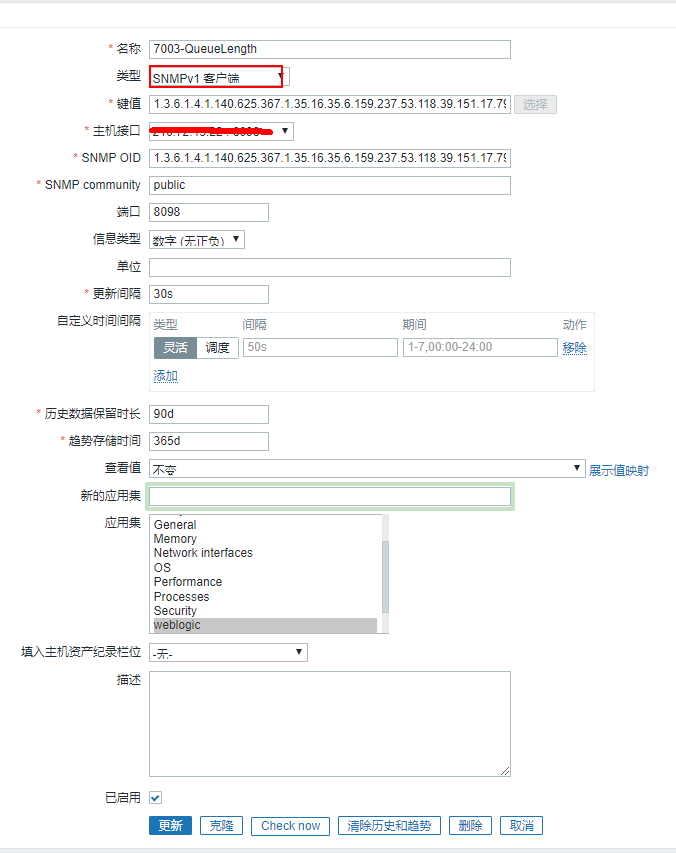 * 名称 7003-QueueLength
类型 SNMPv1 客户端
* 键值 1.3.6.1.4.1.140.625.367.1.35.16.35.6.159.237.53.118.39.151.17.79 选择
* 主机接口
* SNMP OID 1.3.6.1.4.1.140.625.367.1.35.16.35.6.159.237.53.118.39.151.17.79
* SNMP community public
端口 8098
信息类型 数字 (无正负)
单位
* 更新间隔 30s
自定义时间间隔 类型 间隔 期间 动作
灵活 调度 50s 1-7,00:00-24:00 移除
添加
* 历史数据保留时长 90d
* 趋势存储时间 365d
查看值 不变 展示值映射
新的应用集
应用集
General
Memory
Network interfaces
OS
Performance
Processes
Security
weblogic
填入主机资产纪录栏位 -无-
描述
已启用
更新 克隆 Check now 清除历史和趋势 删除 取消